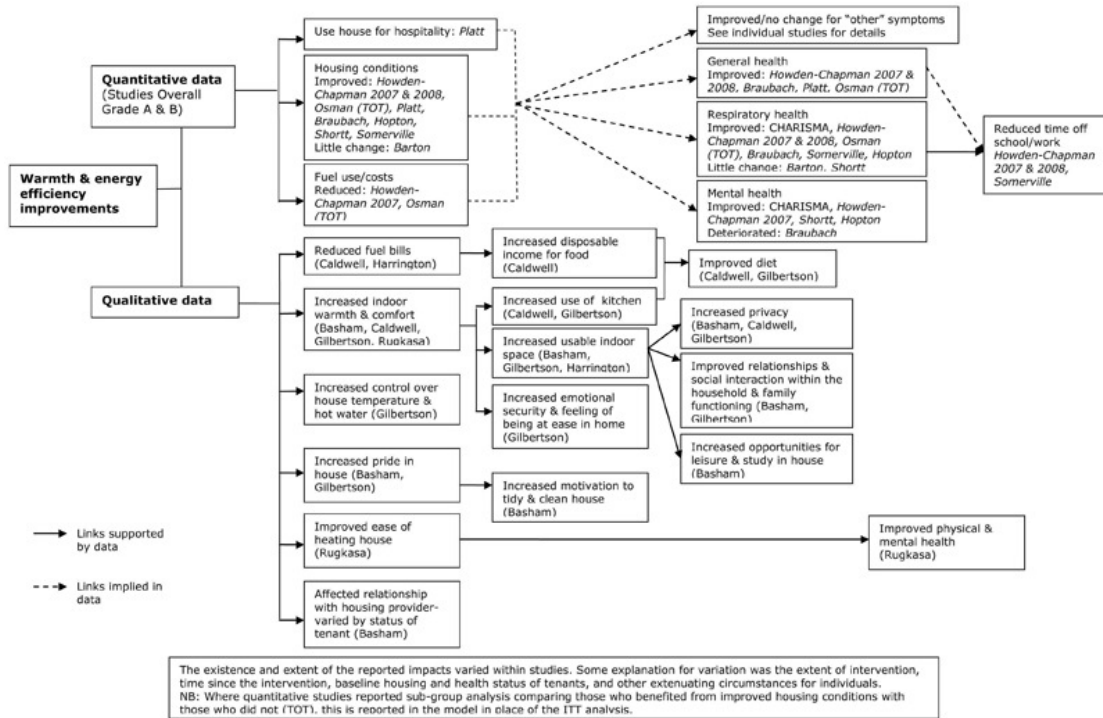 Warmth & energy
efficiency
improvements
Quantitative data
(Studies Overall
Grade A & B)
Use house for hospitality: Platt
Housing conditions
Improved: Howden-
Chapman 2007 & 2008,
Osman (TOT), Platt,
Braubach, Hopton,
Shortt, Somerville
Little change: Barton
Fuel use/costs
Reduced: Howden-
Chapman 2007, Osman
(TOT)
Improved/no change for “other” symptoms
See individual studies for details
General health
Improved: Howden-Chapman 2007 &
2008, Braubach, Platt, Osman (TOT)
Respiratory health
Improved: CHARISMA, Howden-
Chapman 2007 & 2008, Osman
(TOT), Braubach, Somerville, Hopton
Little change: Barton, Shortt
Mental health
Improved: CHARISMA, Howden-
Chapman 2007, Shortt, Hopton
Deteriorated: Braubach
Reduced time off
school/work
Howden-Chapman
2007 & 2008,
Somerville
Qualitative data
Reduced fuel bills
(Caldwell, Harrington)
Increased disposable
income for food
(Caldwell)
Improved diet
(Caldwell, Gilbertson)
Increased indoor
warmth & comfort
(Basham, Caldwell,
Gilbertson, Rugkasa)
Increased use of kitchen
(Caldwell, Gilbertson)
Increased usable indoor
space (Basham,
Gilbertson, Harrington)
Increased emotional
security & feeling of
being at ease in home
(Gilbertson)
Increased privacy
(Basham, Caldwell,
Gilbertson)
Improved relationships &
social interaction within the
household & family
functioning (Basham,
Gilbertson)
Increased opportunities for
leisure & study in house
(Basham)
Increased control over
house temperature &
hot water (Gilbertson)
Increased pride in
house (Basham,
Gilbertson)
Increased motivation to
tidy & clean house
(Basham)
Improved ease of
heating house
(Rugkasa)
Improved physical &
mental health
(Rugkasa)
Affected relationship
with housing provider-
varied by status of
tenant (Basham)
Links supported
by data
Links implied in
data
The existence and extent of the reported impacts varied within studies. Some explanation for variation was the extent of intervention,
time since the intervention, baseline housing and health status of tenants, and other extenuating circumstances for individuals.
NB: Where quantitative studies reported sub-group analysis comparing those who benefited from improved housing conditions with
those who did not (TOT), this is reported in the model in place of the ITT analysis.